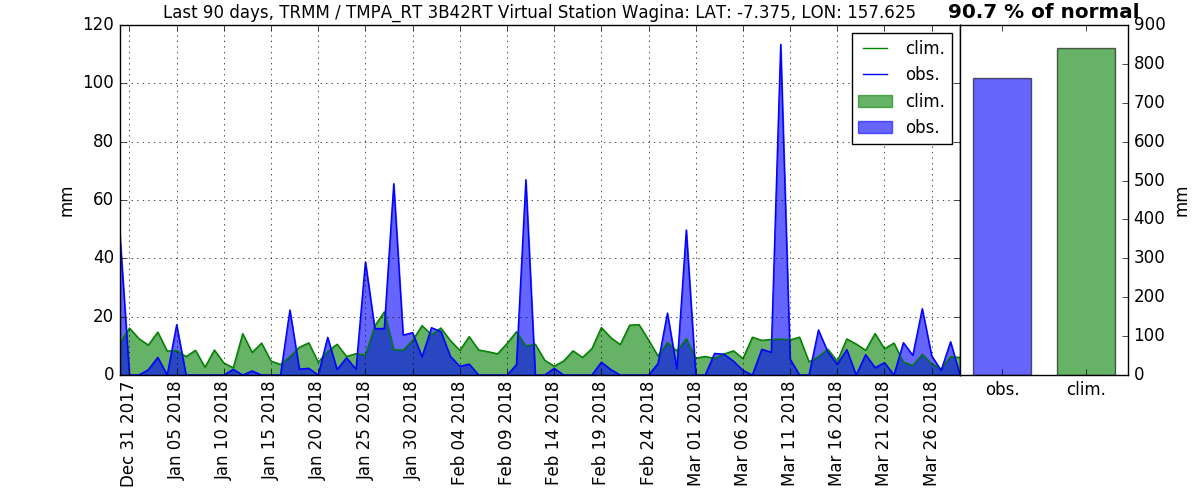 Last 90 days, TRMM / TMPA_RT 3B42RT Virtual Station Wagina: LAT: -7.375, LON: 157.625
90.7 % of normal
mm
120
100
80
60
40
20
0
clim.
obs.
clim.
obs.
Dec 31 2017
Jan 05 2018
Jan 10 2018
Jan 15 2018
Jan 20 2018
Jan 25 2018
Jan 30 2018
Feb 04 2018
Feb 09 2018
Feb 14 2018
Feb 19 2018
Feb 24 2018
Mar 01 2018
Mar 06 2018
Mar 11 2018
Mar 16 2018
Mar 21 2018
Mar 26 2018
900
800
700
600
500
400
300
200
100
0
mm
obs.
clim.